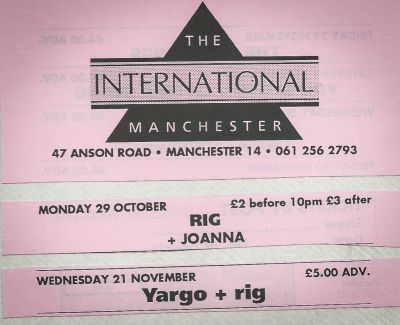 THE
INTERNATIONAL
MANCHESTER
47 ANSON ROAD • MANCHESTER 14 • 061 256 2793
MONDAY 29 OCTOBER £2 before 10pm £3 after
RIG
+ JOANNA
WEDNESDAY 21 NOVEMBER £5.00 ADV.
Yargo + rig